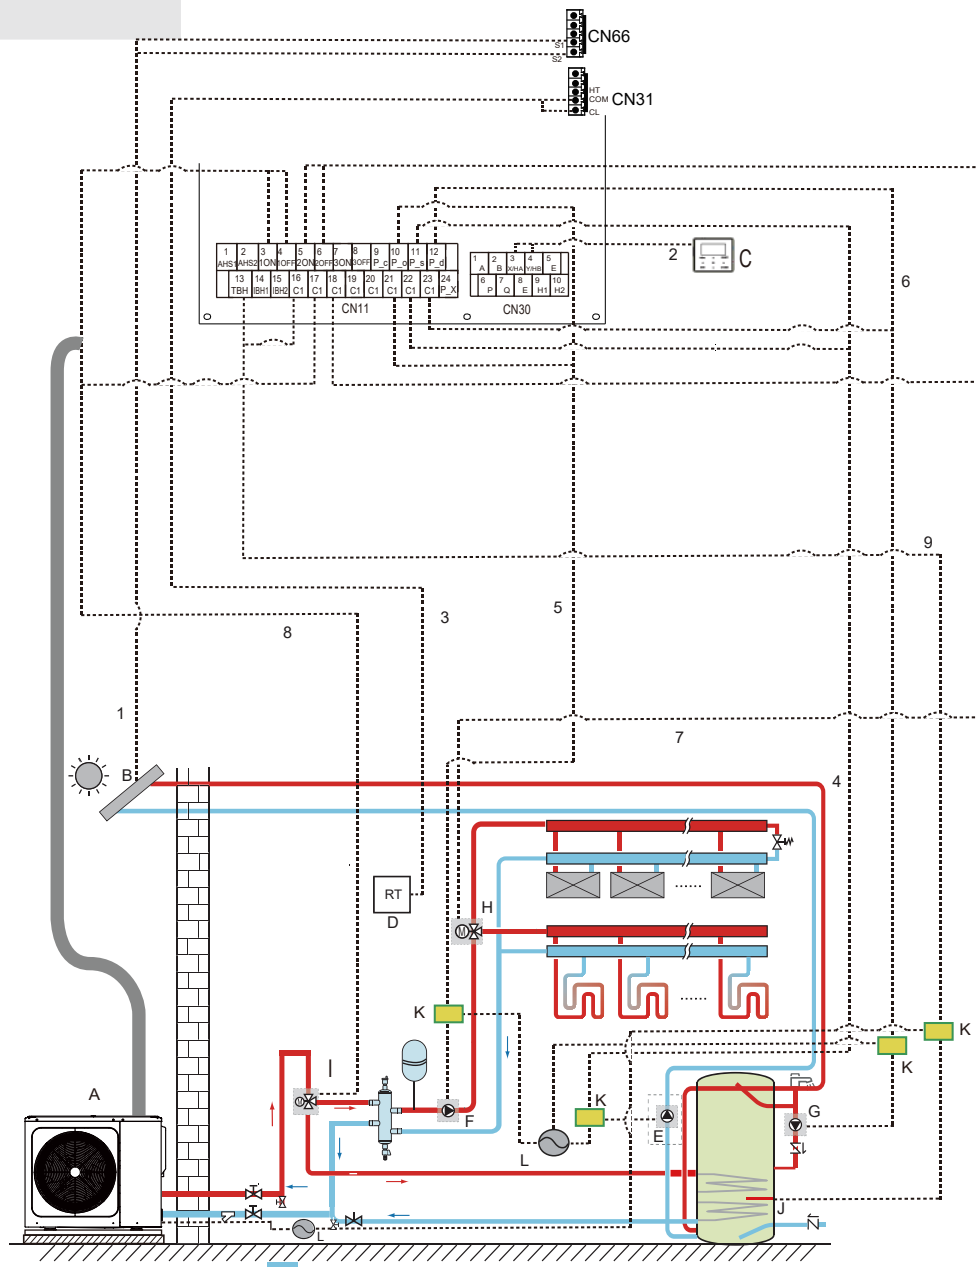 CN66
S1
S2
HT
COM
CN31
CL
1 2 3 4 5 6 7 8 9 10 11 12
AHS1 AHS2 1ON 1OFF 2ON 2OFF 3ON 3OFF P_c P_o P_s P_d
13 14 15 16 17 18 19 20 21 22 23 24
TBH IBH1 IBH2 C1 C1 C1 C1 C1 C1 C1 C1 P_X
CN11
1 2 3 4 5
A B X/HA Y/HB E
6 7 8 9 10
P Q E H1 H2
CN30
2
C
6
9
3
5
8
1
7
B
4
RT
D
H
M
K
K
K
I
A
M
F
K
G
E
L
J
L